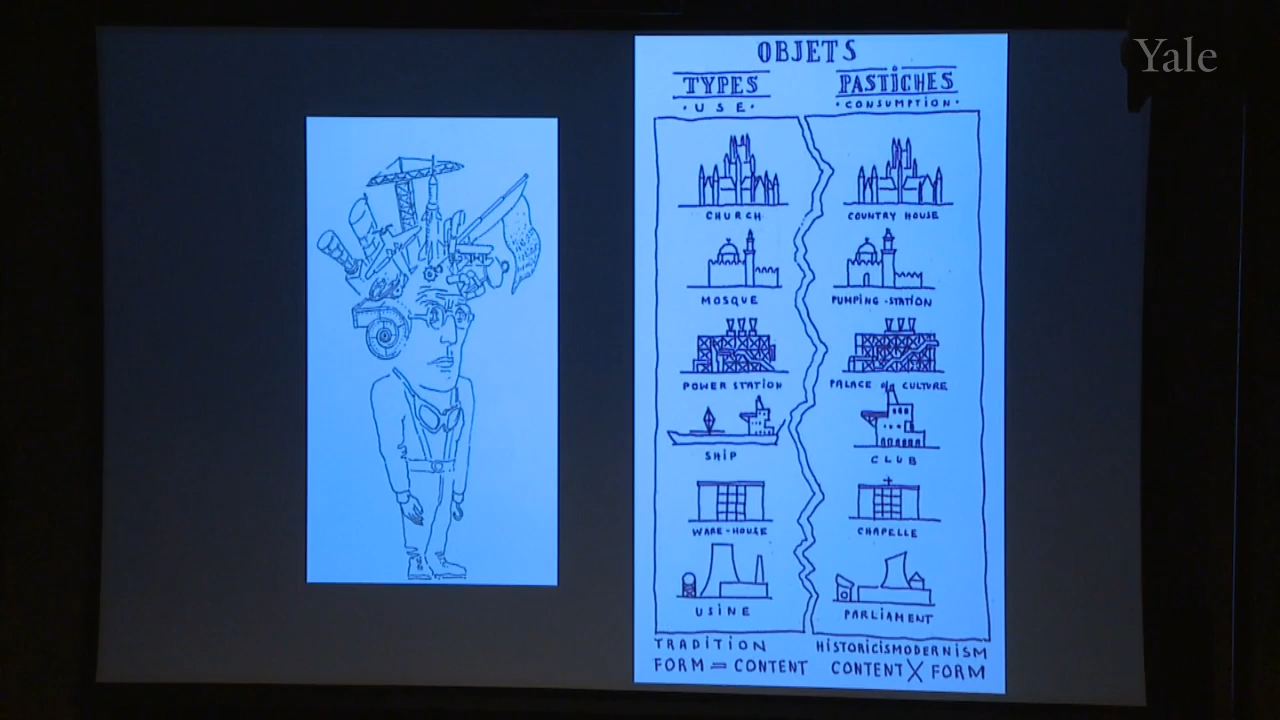 Yale
OBJETS
TYPES
PASTICHES
·USE·
·CONSUMPTION·
CHURCH
COUNTRY HOUSE
MOSQUE
PUMPING-STATION
POWER STATION
PALACE of CULTURE
SHIP
CLUB
WARE-HOUSE
CHAPELLE
USINE
PARLIAMENT
TRADITION
HISTORICISMODERNISM
FORM = CONTENT
CONTENT X FORM